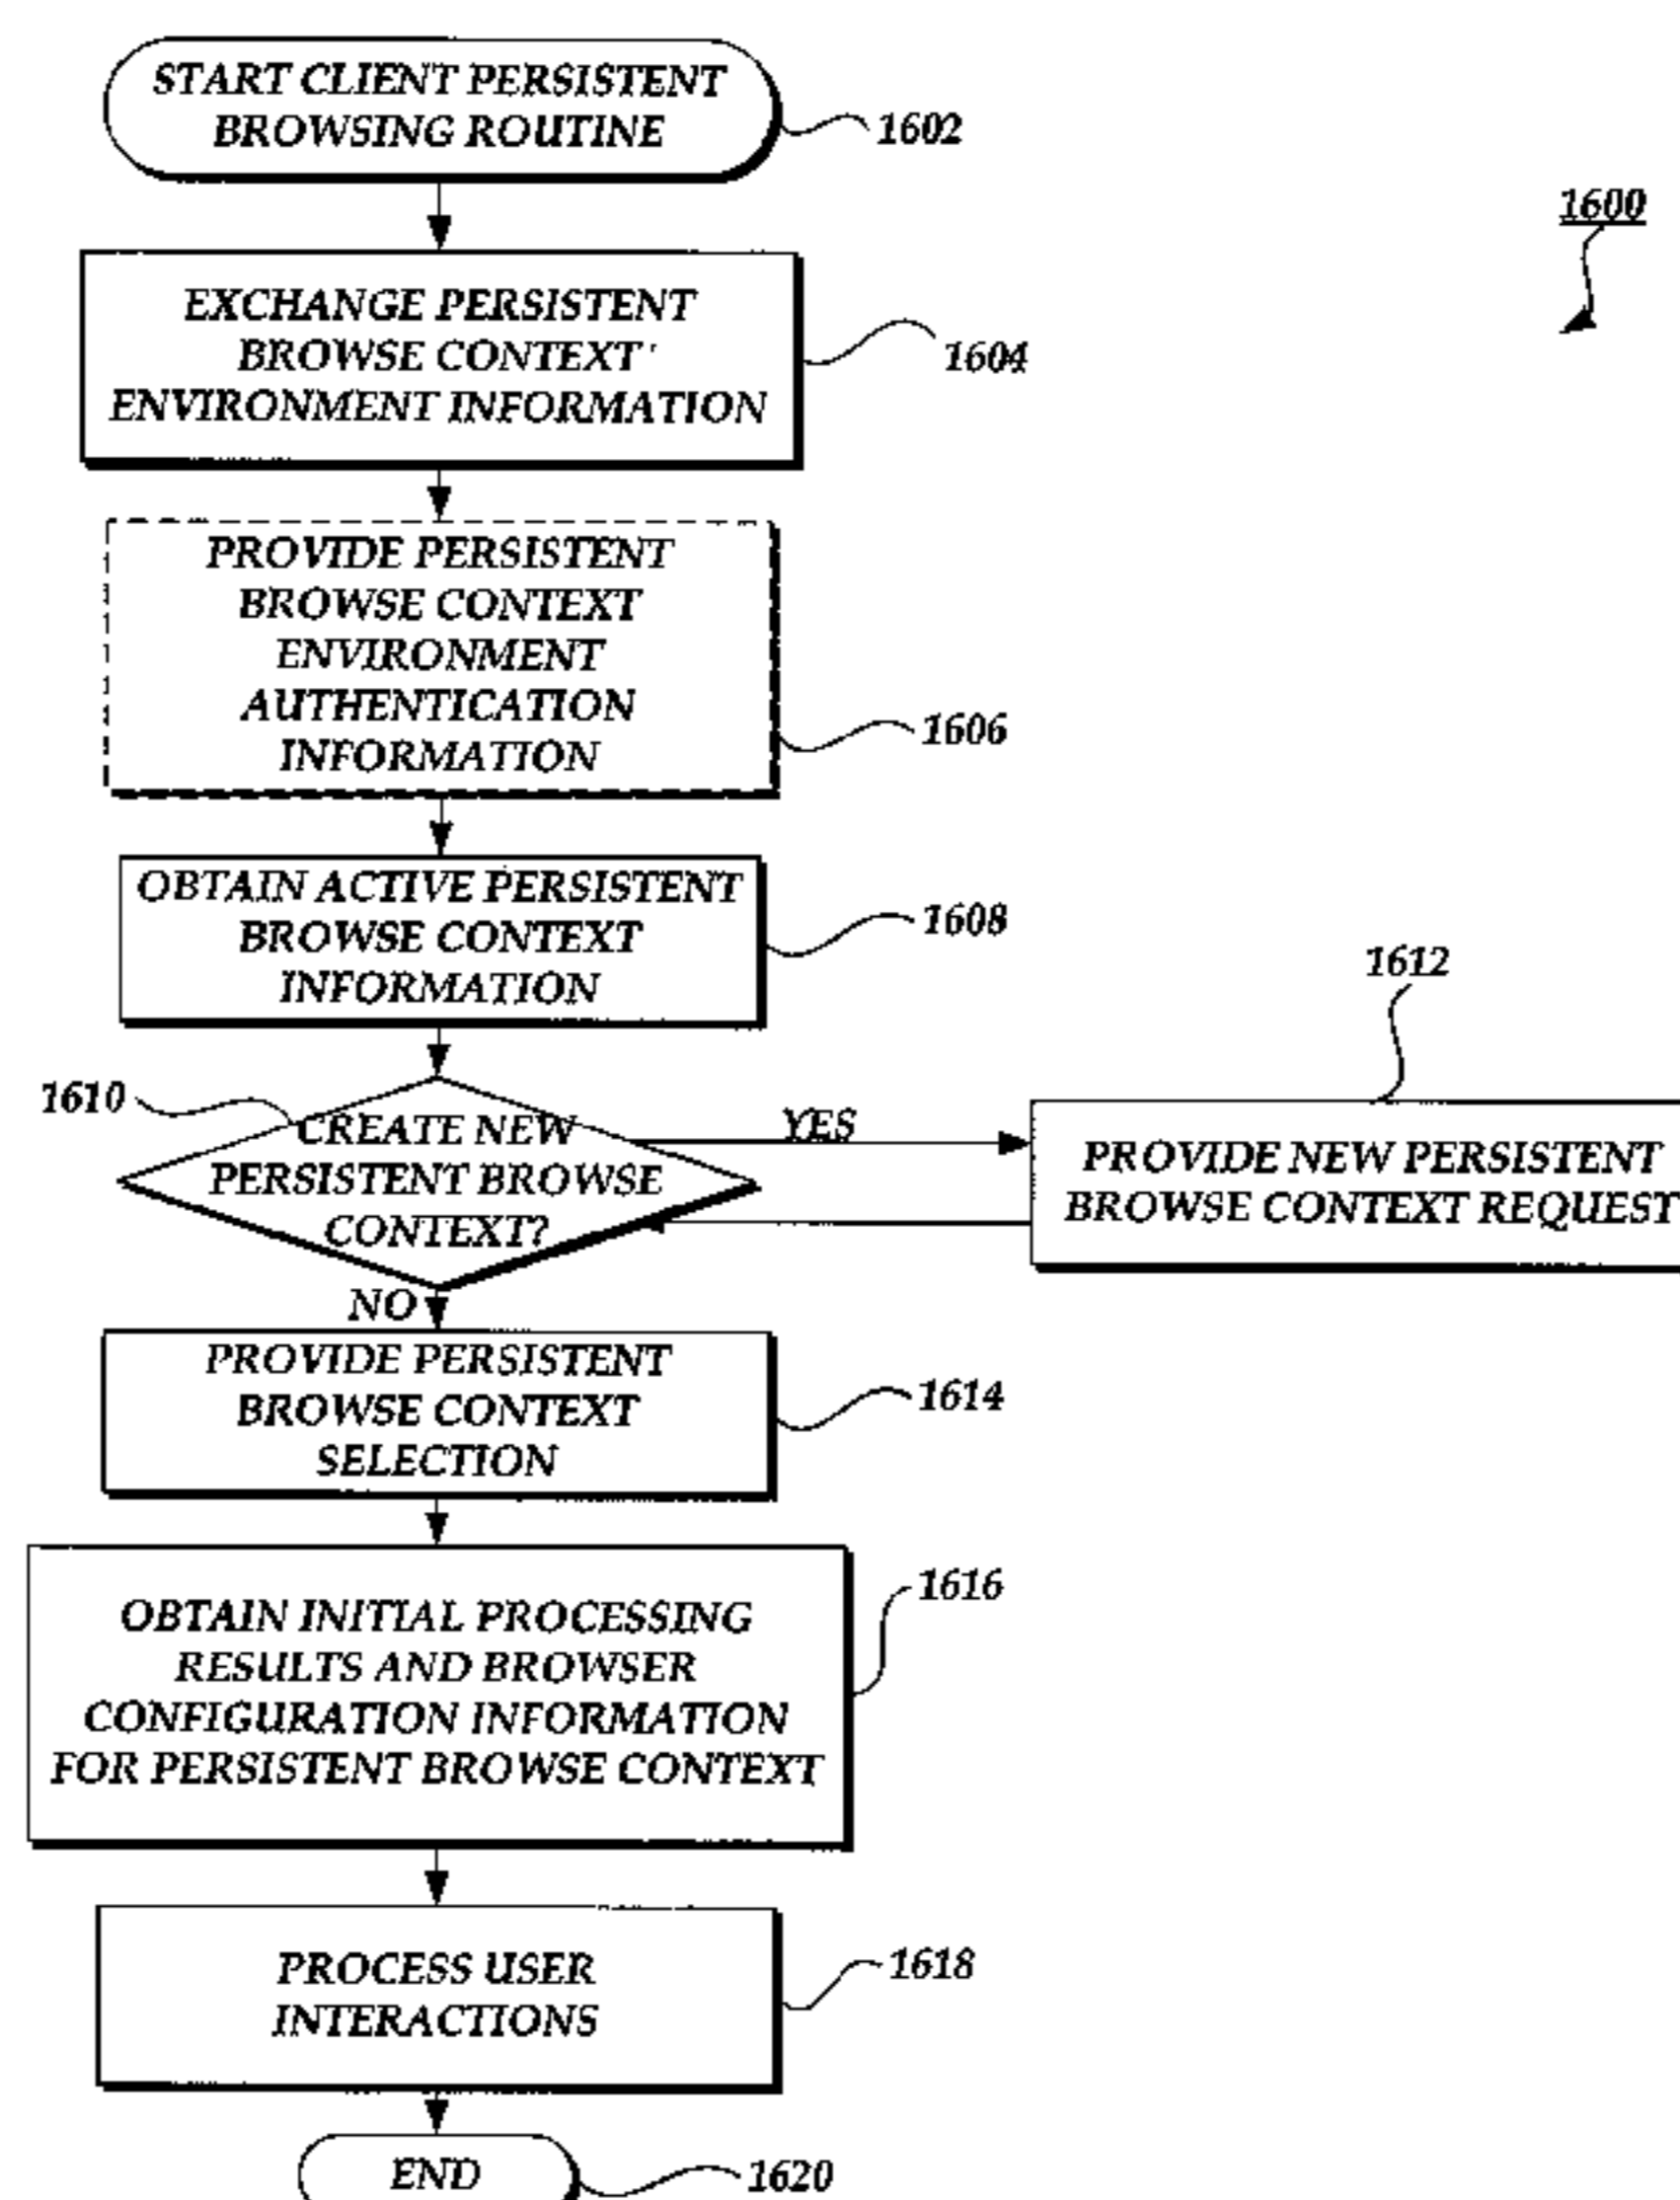 START CLIENT PERSISTENT
BROWSING ROUTINE
1602
1600
EXCHANGE PERSISTENT
BROWSE CONTEXT
ENVIRONMENT INFORMATION
1604
PROVIDE PERSISTENT
BROWSE CONTEXT
ENVIRONMENT
AUTHENTICATION
INFORMATION
1606
OBTAIN ACTIVE PERSISTENT
BROWSE CONTEXT
INFORMATION
1608
1610
CREATE NEW
PERSISTENT BROWSE
CONTEXT?
YES
1612
PROVIDE NEW PERSISTENT
BROWSE CONTEXT REQUEST
NO
PROVIDE PERSISTENT
BROWSE CONTEXT
SELECTION
1614
OBTAIN INITIAL PROCESSING
RESULTS AND BROWSER
CONFIGURATION INFORMATION
FOR PERSISTENT BROWSE CONTEXT
1616
PROCESS USER
INTERACTIONS
1618
END
1620